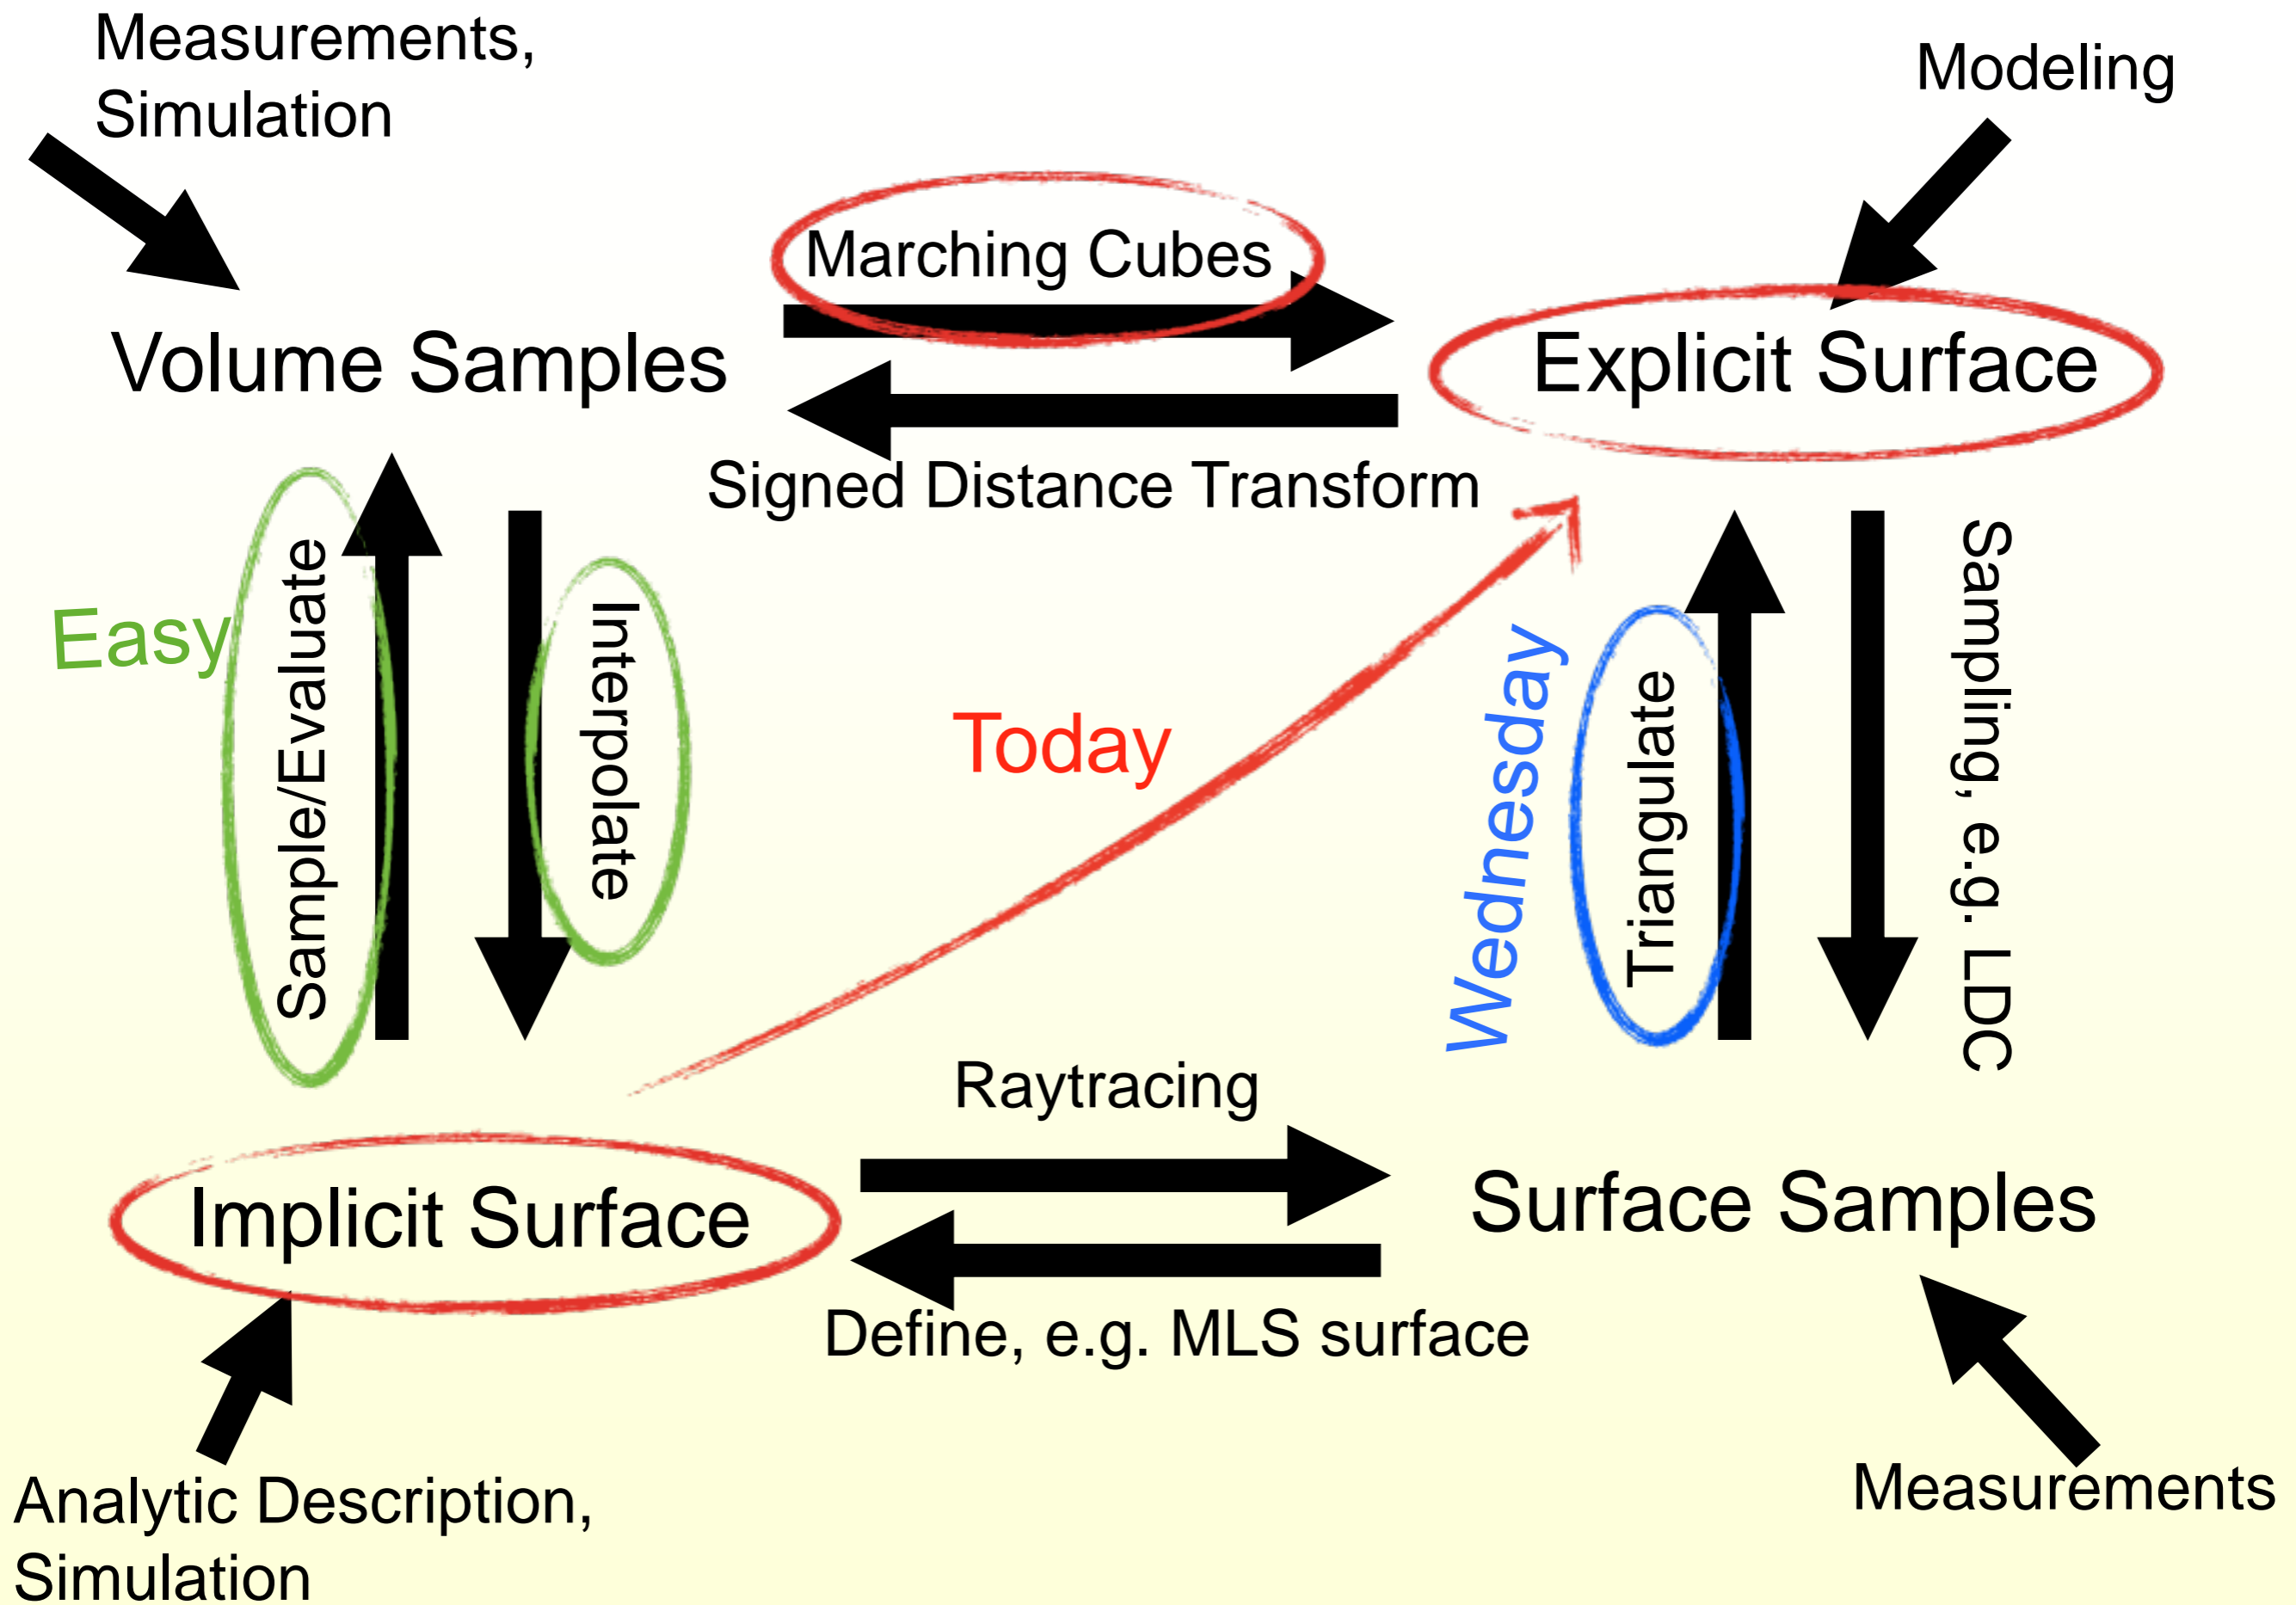 Measurements,
Simulation
Modeling
Marching Cubes
Volume Samples
Explicit Surface
Signed Distance Transform
Easy
Sample/Evaluate
Interpolate
Today
Wednesday
Triangulate
Sampling, e.g. LDC
Raytracing
Implicit Surface
Surface Samples
Define, e.g. MLS surface
Analytic Description,
Simulation
Measurements